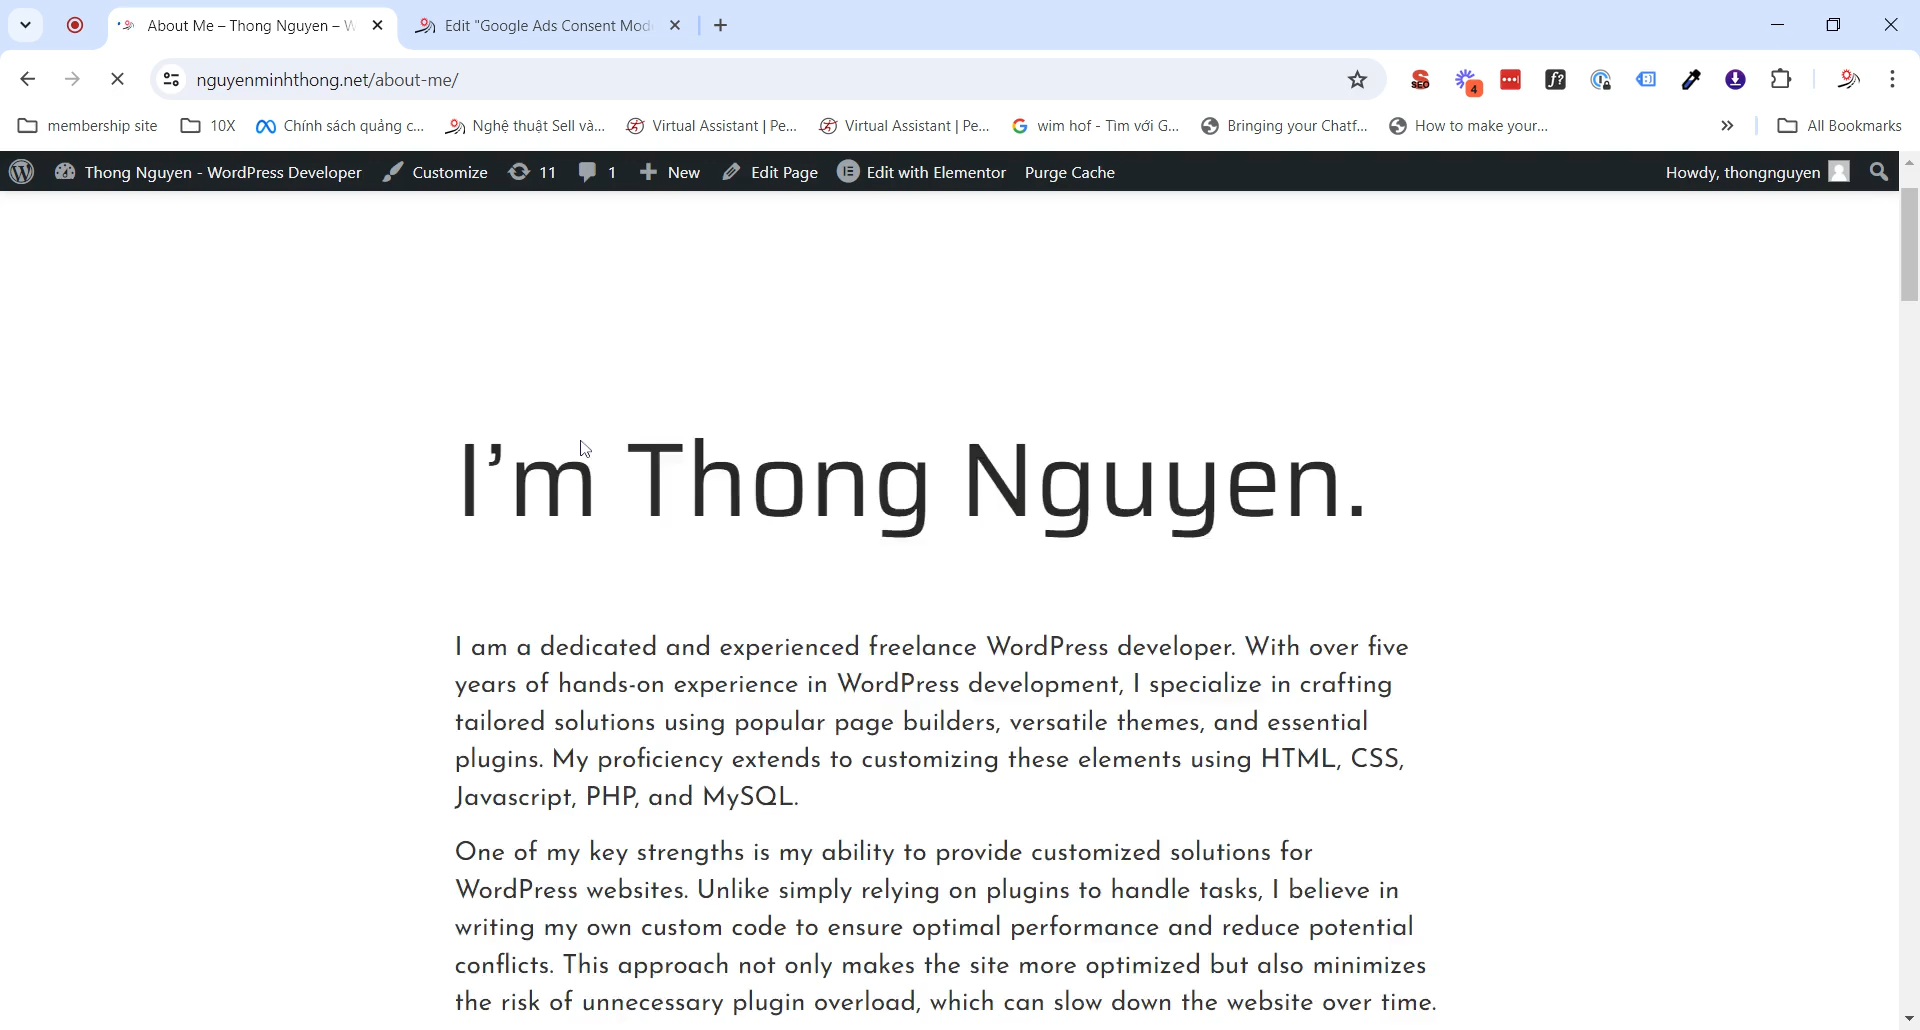 About Me – Thong Nguyen – W
Edit "Google Ads Consent Mod
nguyenminhthong.net/about-me/
SEO
4
f?
membership site
10X
Chính sách quảng c...
Nghệ thuật Sell và...
Virtual Assistant | Pe...
Virtual Assistant | Pe...
wim hof - Tìm với G...
Bringing your Chatf...
How to make your...
All Bookmarks
Thong Nguyen - WordPress Developer
Customize
11
1
New
Edit Page
Edit with Elementor
Purge Cache
Howdy, thongnguyen
I'm Thong Nguyen.
I am a dedicated and experienced freelance WordPress developer. With over five
years of hands-on experience in WordPress development, I specialize in crafting
tailored solutions using popular page builders, versatile themes, and essential
plugins. My proficiency extends to customizing these elements using HTML, CSS,
Javascript, PHP, and MySQL.
One of my key strengths is my ability to provide customized solutions for
WordPress websites. Unlike simply relying on plugins to handle tasks, I believe in
writing my own custom code to ensure optimal performance and reduce potential
conflicts. This approach not only makes the site more optimized but also minimizes
the risk of unnecessary plugin overload, which can slow down the website over time.